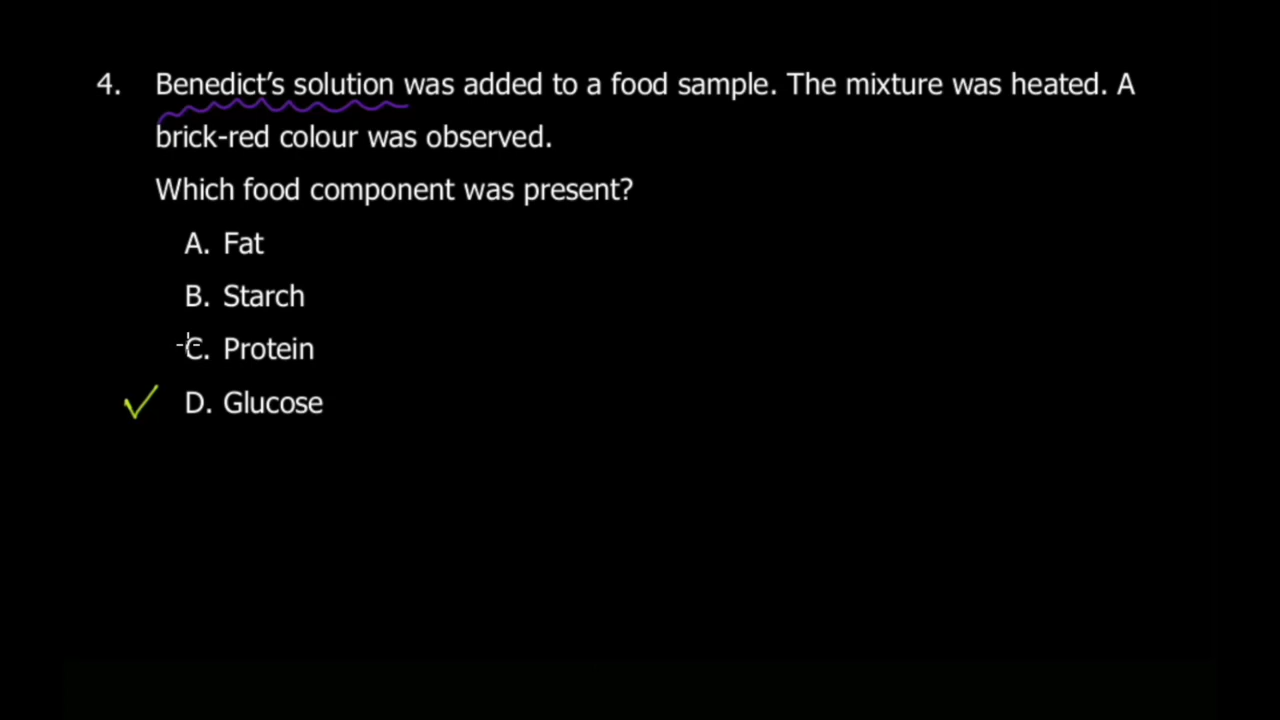 4. Benedict's solution was added to a food sample. The mixture was heated. A
brick-red colour was observed.
Which food component was present?
A. Fat
B. Starch
C. Protein
D. Glucose